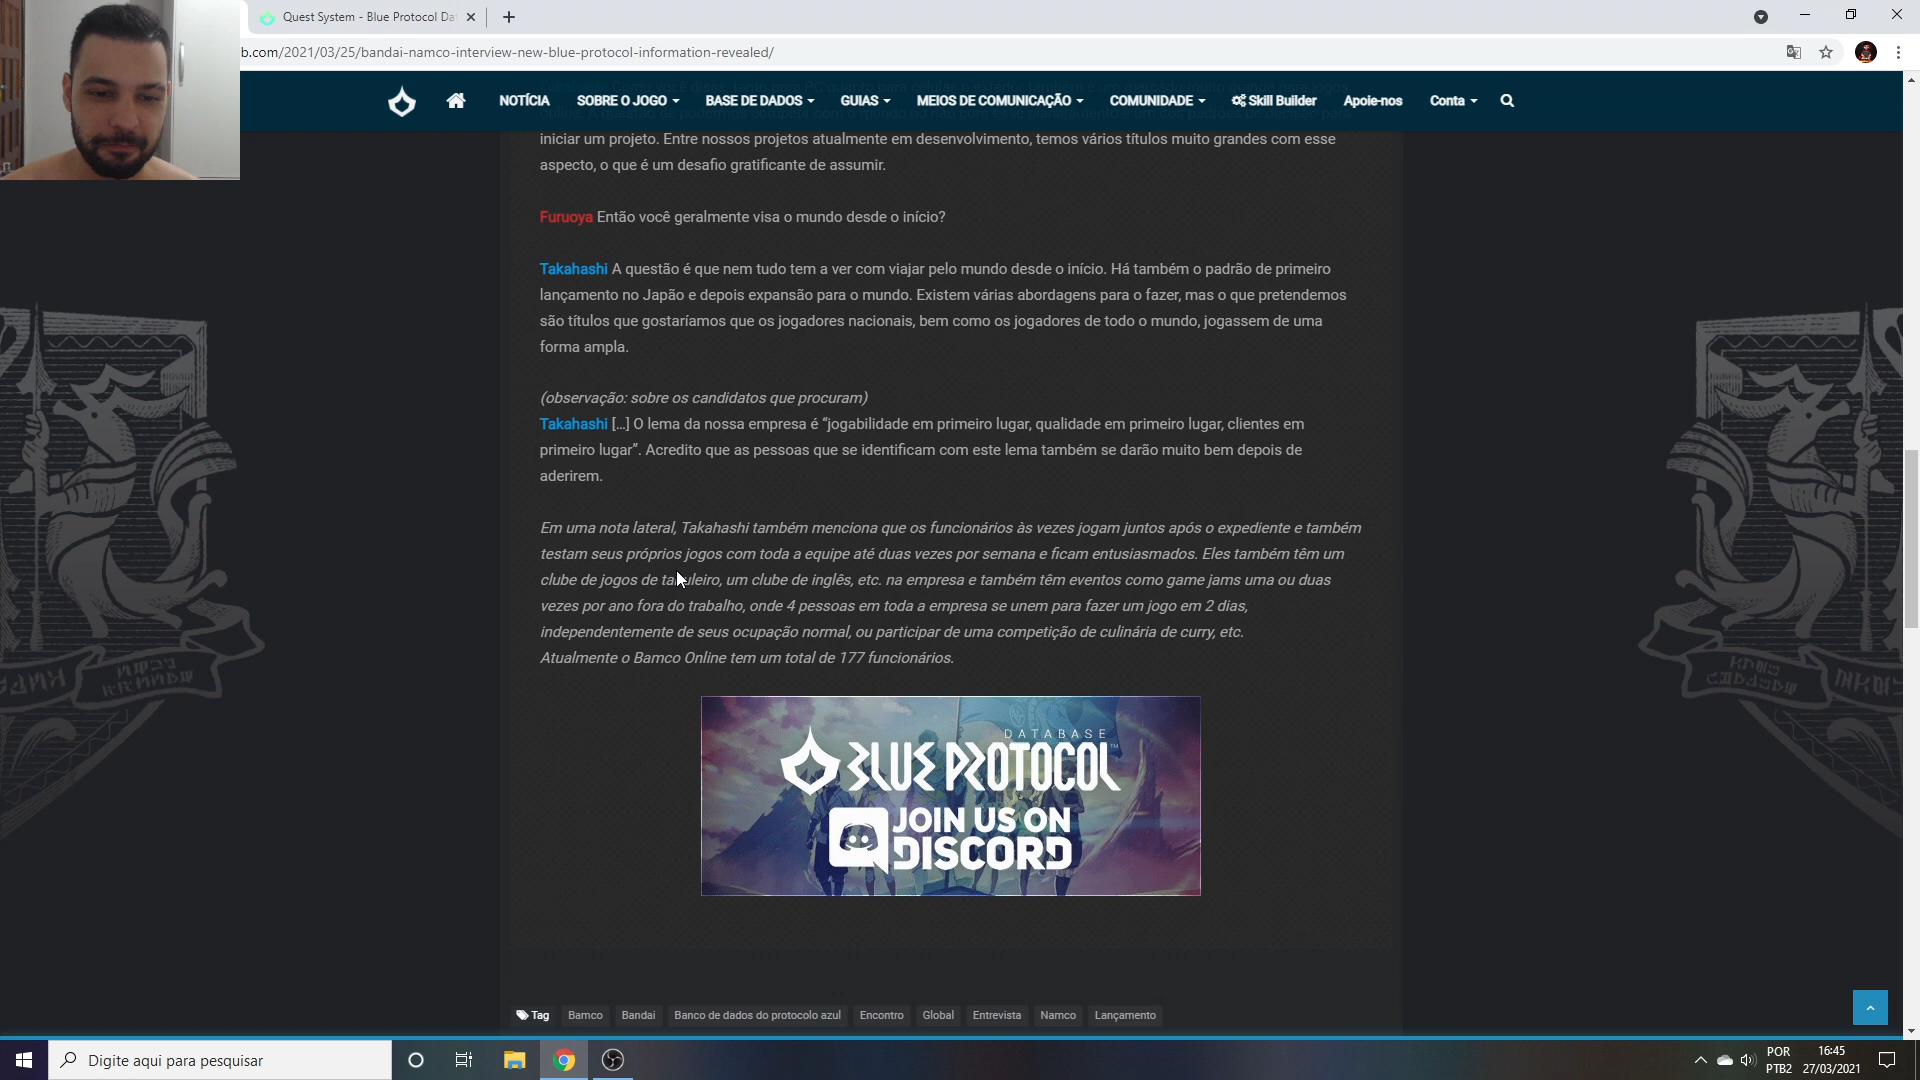 Quest System - Blue Protocol Dat
b.com/2021/03/25/bandai-namco-interview-new-blue-protocol-information-revealed/
NOTÍCIA SOBRE O JOGO BASE DE DADOS GUIAS MEIOS DE COMUNICAÇÃO COMUNIDADE Skill Builder Apoie-nos Conta
iniciar um projeto. Entre nossos projetos atualmente em desenvolvimento, temos vários títulos muito grandes com esse
aspecto, o que é um desafio gratificante de assumir.
Furuoya Então você geralmente visa o mundo desde o início?
Takahashi A questão é que nem tudo tem a ver com viajar pelo mundo desde o início. Há também o padrão de primeiro
lançamento no Japão e depois expansão para o mundo. Existem várias abordagens para o fazer, mas o que pretendemos
são títulos que gostaríamos que os jogadores nacionais, bem como os jogadores de todo o mundo, jogassem de uma
forma ampla.
(observação: sobre os candidatos que procuram)
Takahashi [...] O lema da nossa empresa é “jogabilidade em primeiro lugar, qualidade em primeiro lugar, clientes em
primeiro lugar”. Acredito que as pessoas que se identificam com este lema também se darão muito bem depois de
aderirem.
Em uma nota lateral, Takahashi também menciona que os funcionários às vezes jogam juntos após o expediente e também
testam seus próprios jogos com toda a equipe até duas vezes por semana e ficam entusiasmados. Eles também têm um
clube de jogos de tabuleiro, um clube de inglês, etc. na empresa e também têm eventos como game jams uma ou duas
vezes por ano fora do trabalho, onde 4 pessoas em toda a empresa se unem para fazer um jogo em 2 dias,
independentemente de seus ocupação normal, ou participar de uma competição de culinária de curry, etc.
Atualmente o Bamco Online tem um total de 177 funcionários.
DATABASE
BLUE PROTOCOL™
JOIN US ON
DISCORD
Tag Bamco Bandai Banco de dados do protocolo azul Encontro Global Entrevista Namco Lançamento
Digite aqui para pesquisar
POR 16:45
PTB2 27/03/2021